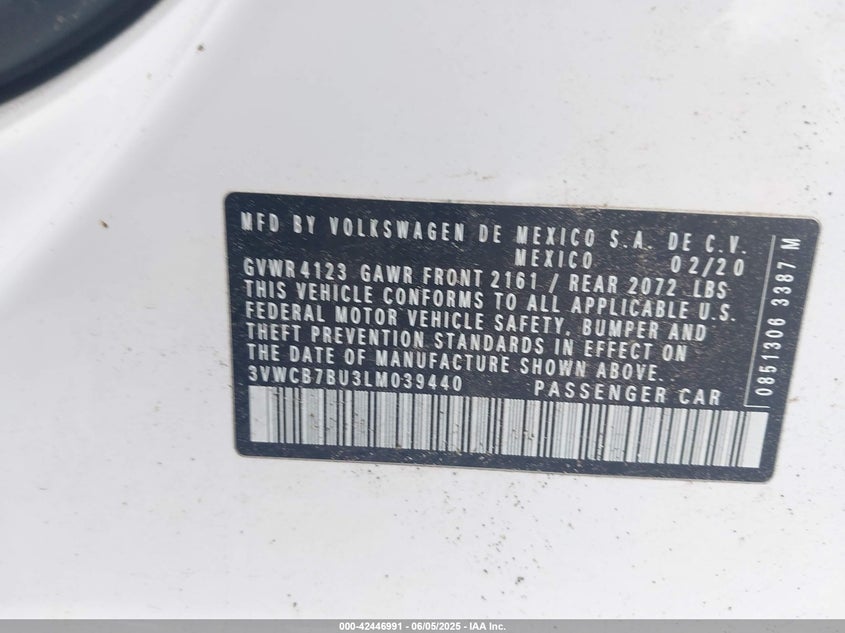 MFD BY VOLKSWAGEN DE MEXICO S.A. DE C.V.
MEXICO 02/20
GVWR 4123 GAWR FRONT 2161 / REAR 2072 LBS
THIS VEHICLE CONFORMS TO ALL APPLICABLE U.S.
FEDERAL MOTOR VEHICLE SAFETY, BUMPER AND
THEFT PREVENTION STANDARDS IN EFFECT ON
THE DATE OF MANUFACTURE SHOWN ABOVE.
3VWCB7BU3LM039440 PASSENGER CAR
0851306 3387 M
000-42446991 - 06/05/2025 - IAA Inc.